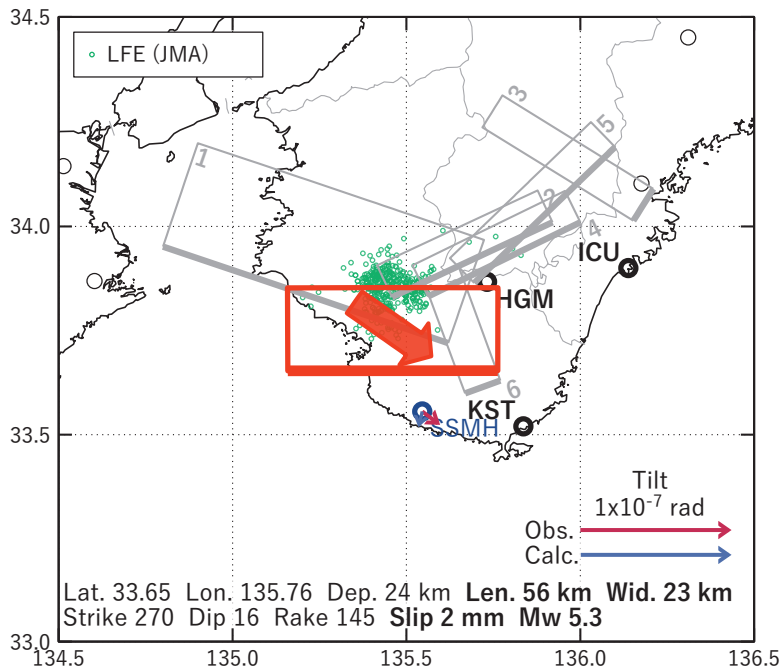 34.5
LFE (JMA)
3
5
1
2
34.0
4
ICU
HGM
6
KST
33.5
SSMH
Tilt
1x10⁻⁷ rad
Obs.
Calc.
Lat. 33.65 Lon. 135.76 Dep. 24 km Len. 56 km Wid. 23 km
Strike 270 Dip 16 Rake 145 Slip 2 mm Mw 5.3
33.0
134.5 135.0 135.5 136.0 136.5